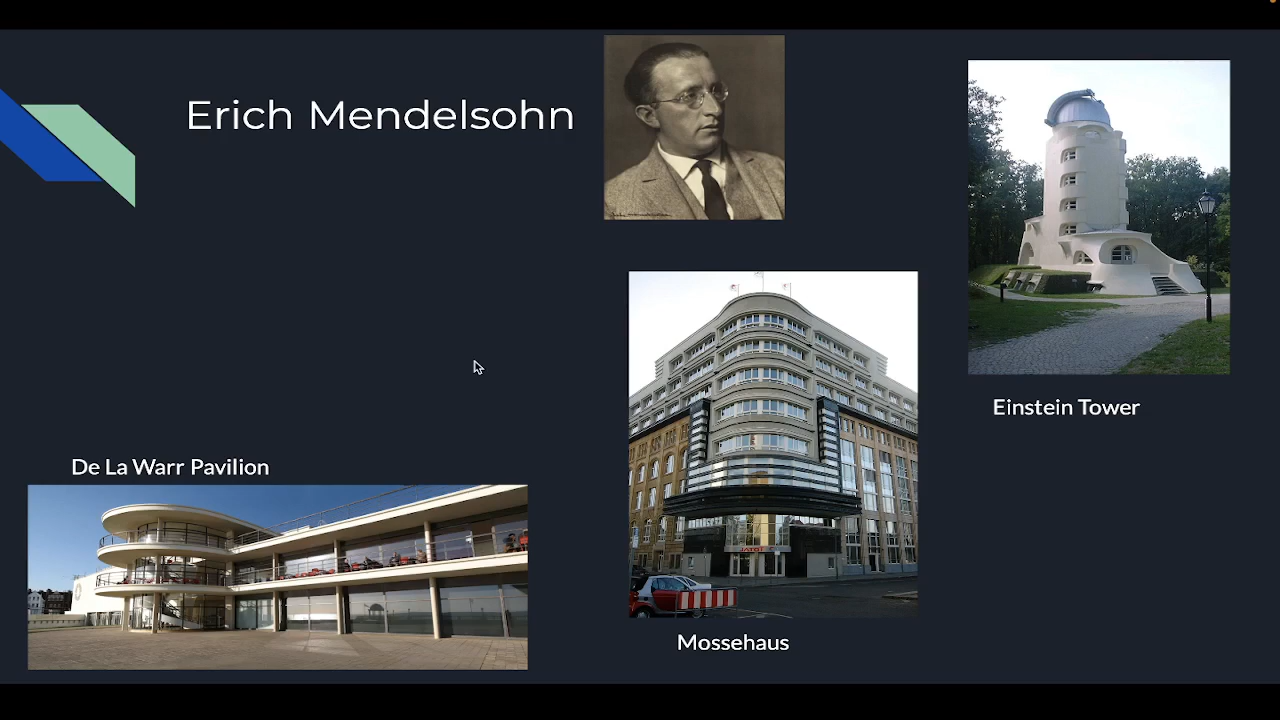 Erich Mendelsohn
Einstein Tower
De La Warr Pavilion
Mossehaus